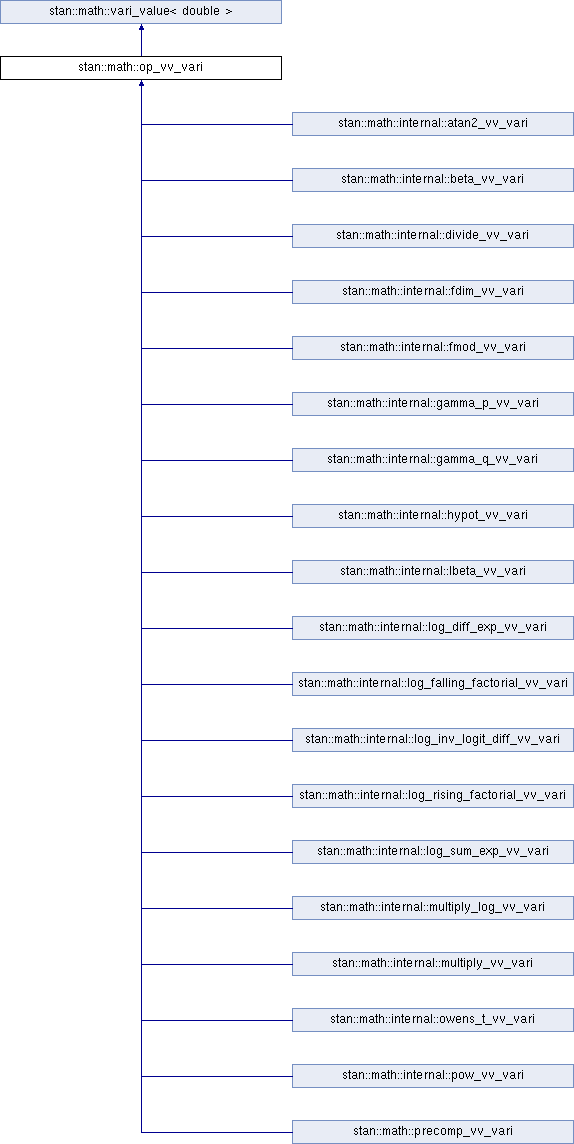 stan::math::vari_value< double >
stan::math::op_vv_vari
stan::math::internal::atan2_vv_vari
stan::math::internal::beta_vv_vari
stan::math::internal::divide_vv_vari
stan::math::internal::fdim_vv_vari
stan::math::internal::fmod_vv_vari
stan::math::internal::gamma_p_vv_vari
stan::math::internal::gamma_q_vv_vari
stan::math::internal::hypot_vv_vari
stan::math::internal::lbeta_vv_vari
stan::math::internal::log_diff_exp_vv_vari
stan::math::internal::log_falling_factorial_vv_vari
stan::math::internal::log_inv_logit_diff_vv_vari
stan::math::internal::log_rising_factorial_vv_vari
stan::math::internal::log_sum_exp_vv_vari
stan::math::internal::multiply_log_vv_vari
stan::math::internal::multiply_vv_vari
stan::math::internal::owens_t_vv_vari
stan::math::internal::pow_vv_vari
stan::math::precomp_vv_vari